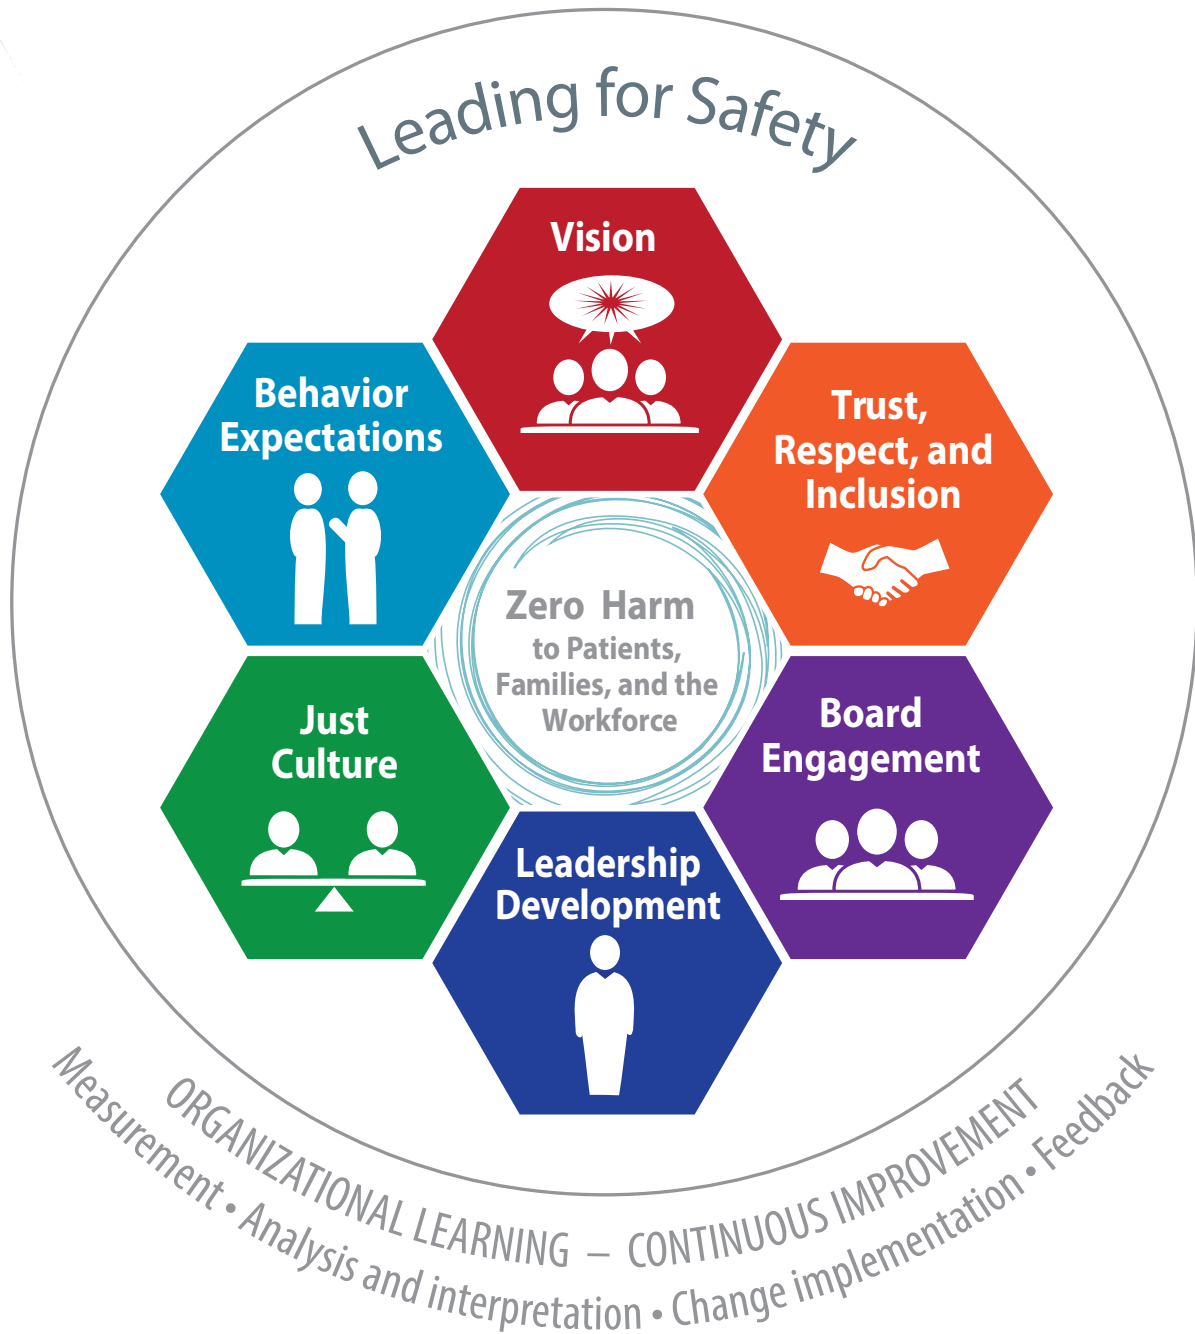 Leading for Safety
Vision
Behavior
Expectations
Trust,
Respect, and
Inclusion
Zero Harm
to Patients,
Families, and the
Workforce
Just
Culture
Board
Engagement
Leadership
Development
ORGANIZATIONAL LEARNING – CONTINUOUS IMPROVEMENT
Measurement • Analysis and interpretation • Change implementation • Feedback